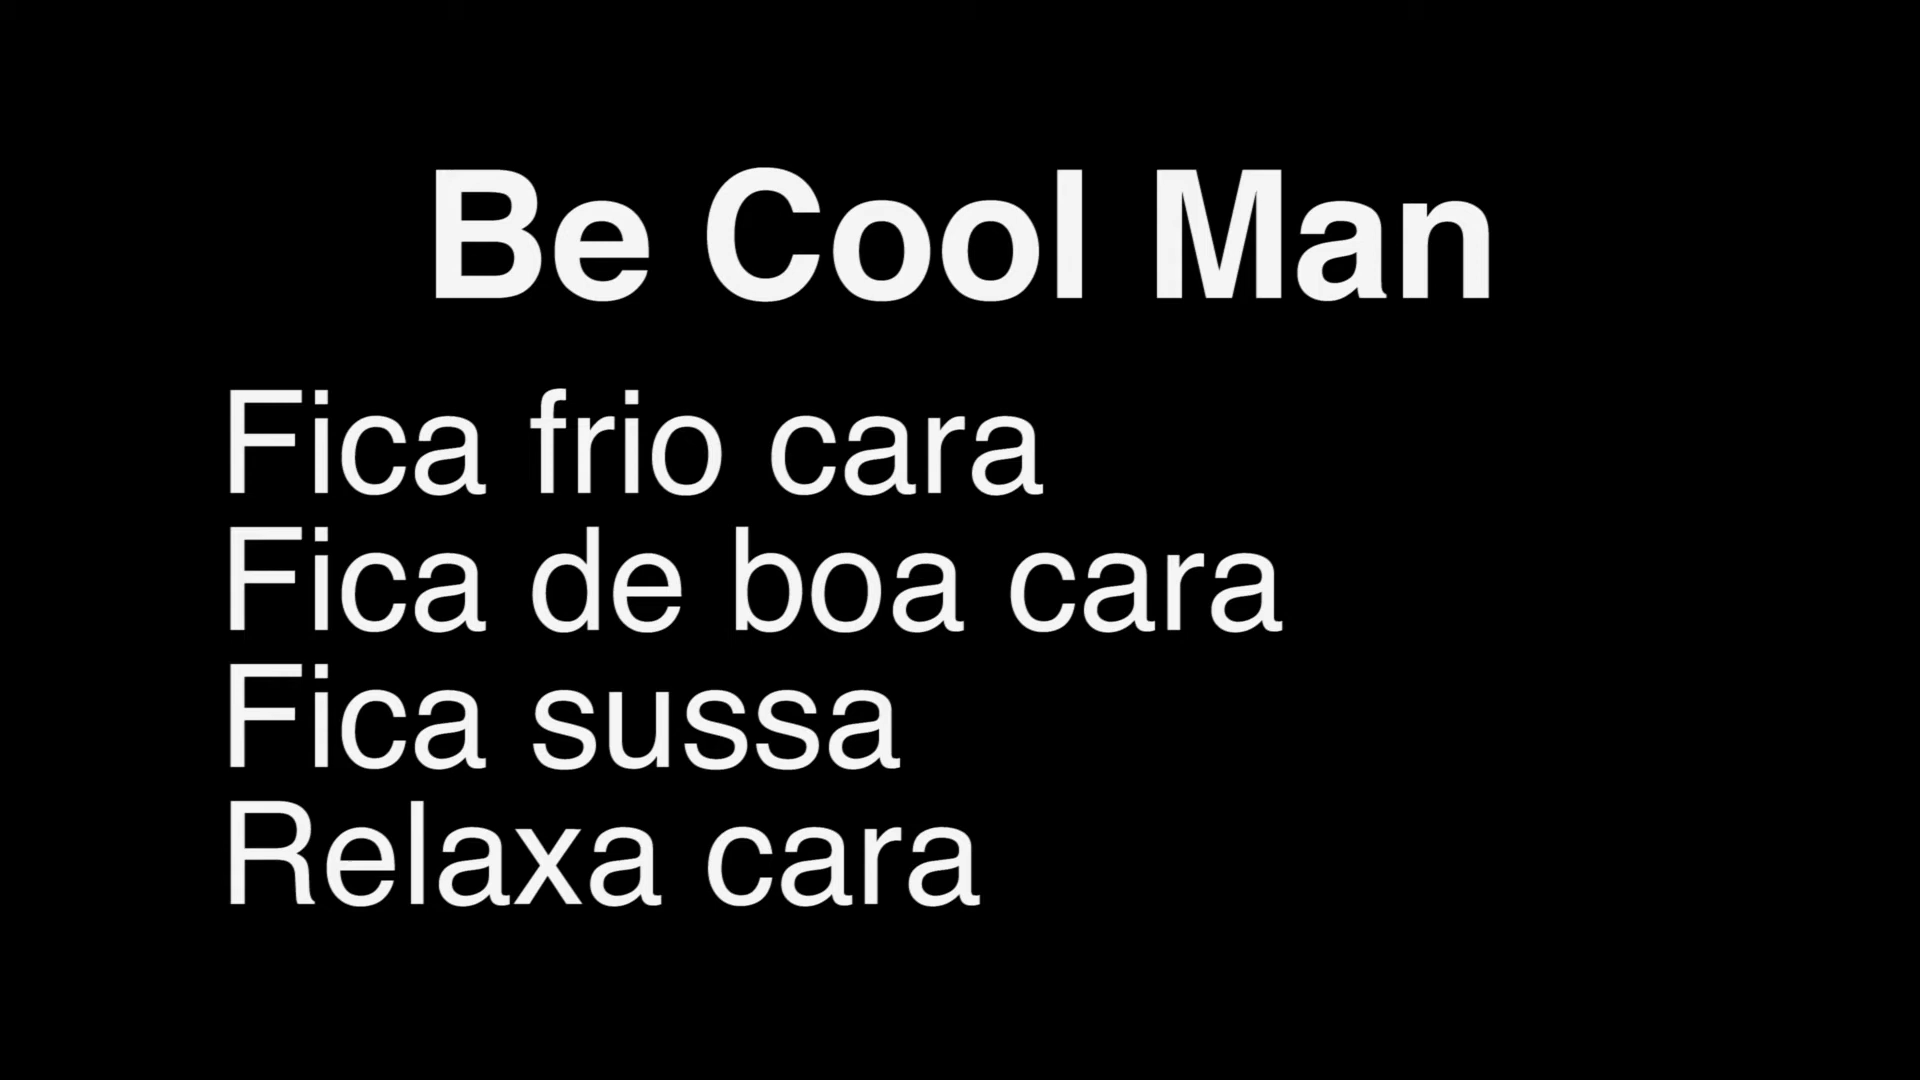 Be Cool Man
Fica frio cara
Fica de boa cara
Fica sussa
Relaxa cara